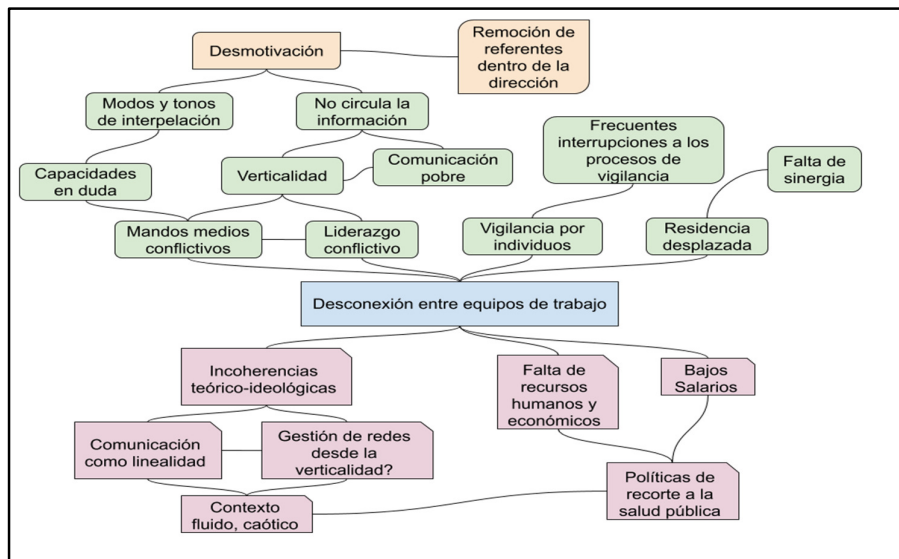 Desmotivación
Remoción de
referentes
dentro de la
dirección
Modos y tonos
de interpelación
No circula la
información
Frecuentes
interrupciones a los
procesos de
vigilancia
Capacidades
en duda
Verticalidad
Comunicación
pobre
Falta de
sinergia
Mandos medios
conflictivos
Liderazgo
conflictivo
Vigilancia por
individuos
Residencia
desplazada
Desconexión entre equipos de trabajo
Incoherencias
teórico-ideológicas
Falta de
recursos
humanos y
económicos
Bajos
Salarios
Comunicación
como linealidad
Gestión de redes
desde la
verticalidad?
Contexto
fluido, caótico
Políticas de
recorte a la
salud pública